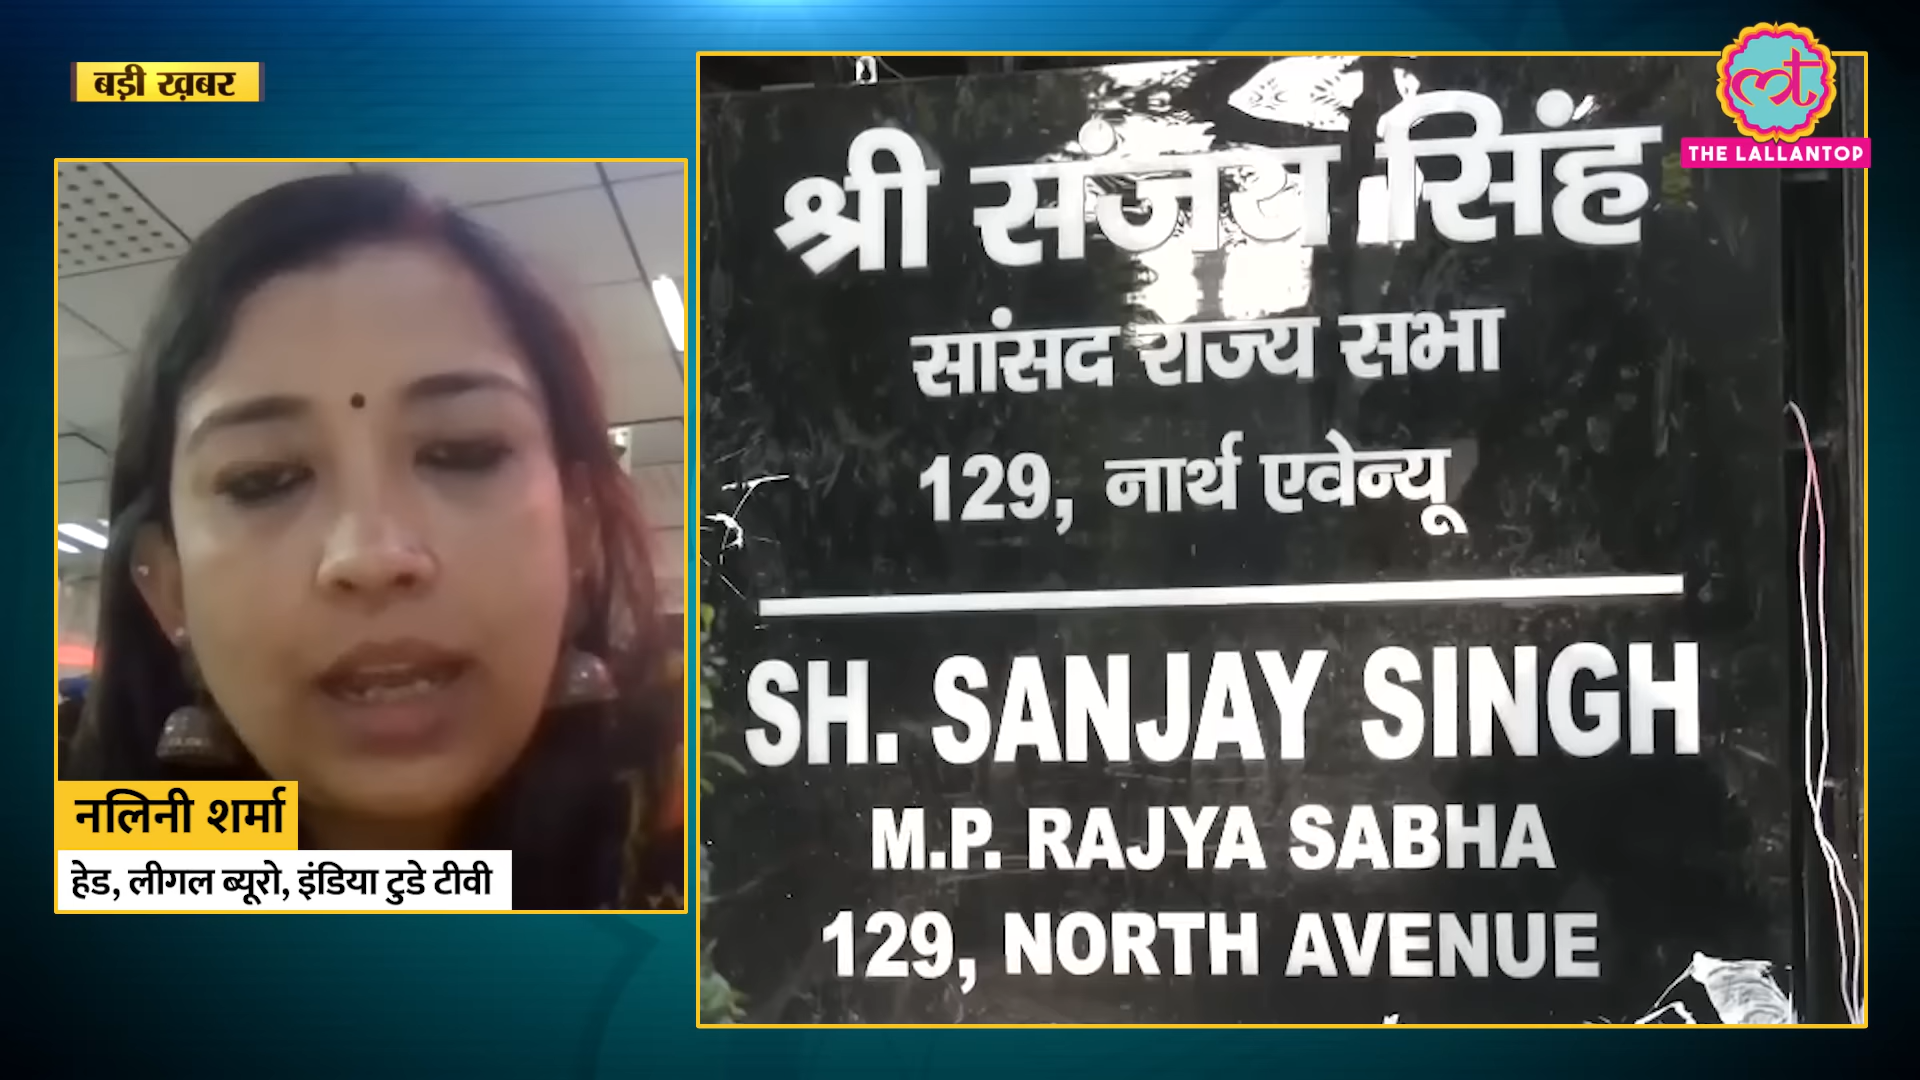 बड़ी ख़बर
THE LALLANTOP
नलिनी शर्मा
हेड, लीगल ब्यूरो, इंडिया टुडे टीवी
श्री संजय सिंह
सांसद राज्य सभा
129, नार्थ एवेन्यू
SH. SANJAY SINGH
M.P. RAJYA SABHA
129, NORTH AVENUE